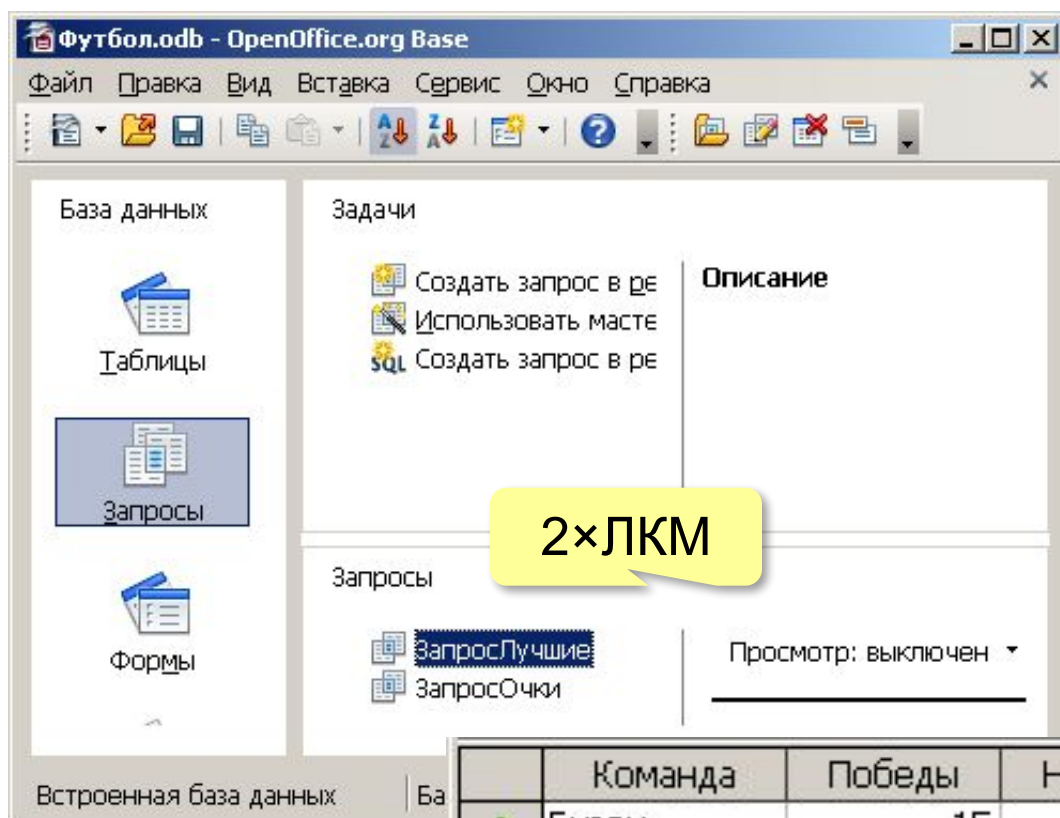 Футбол.odb - OpenOffice.org Base
Файл Правка Вид Вставка Сервис Окно Справка
База данных
Таблицы
Запросы
Формы
Задачи
Создать запрос в ре
Использовать масте
SQL Создать запрос в ре
Описание
2×ЛКМ
Запросы
ЗапросЛучшие
ЗапросОчки
Просмотр: выключен
Встроенная база данных
Ба
Команда Победы Н